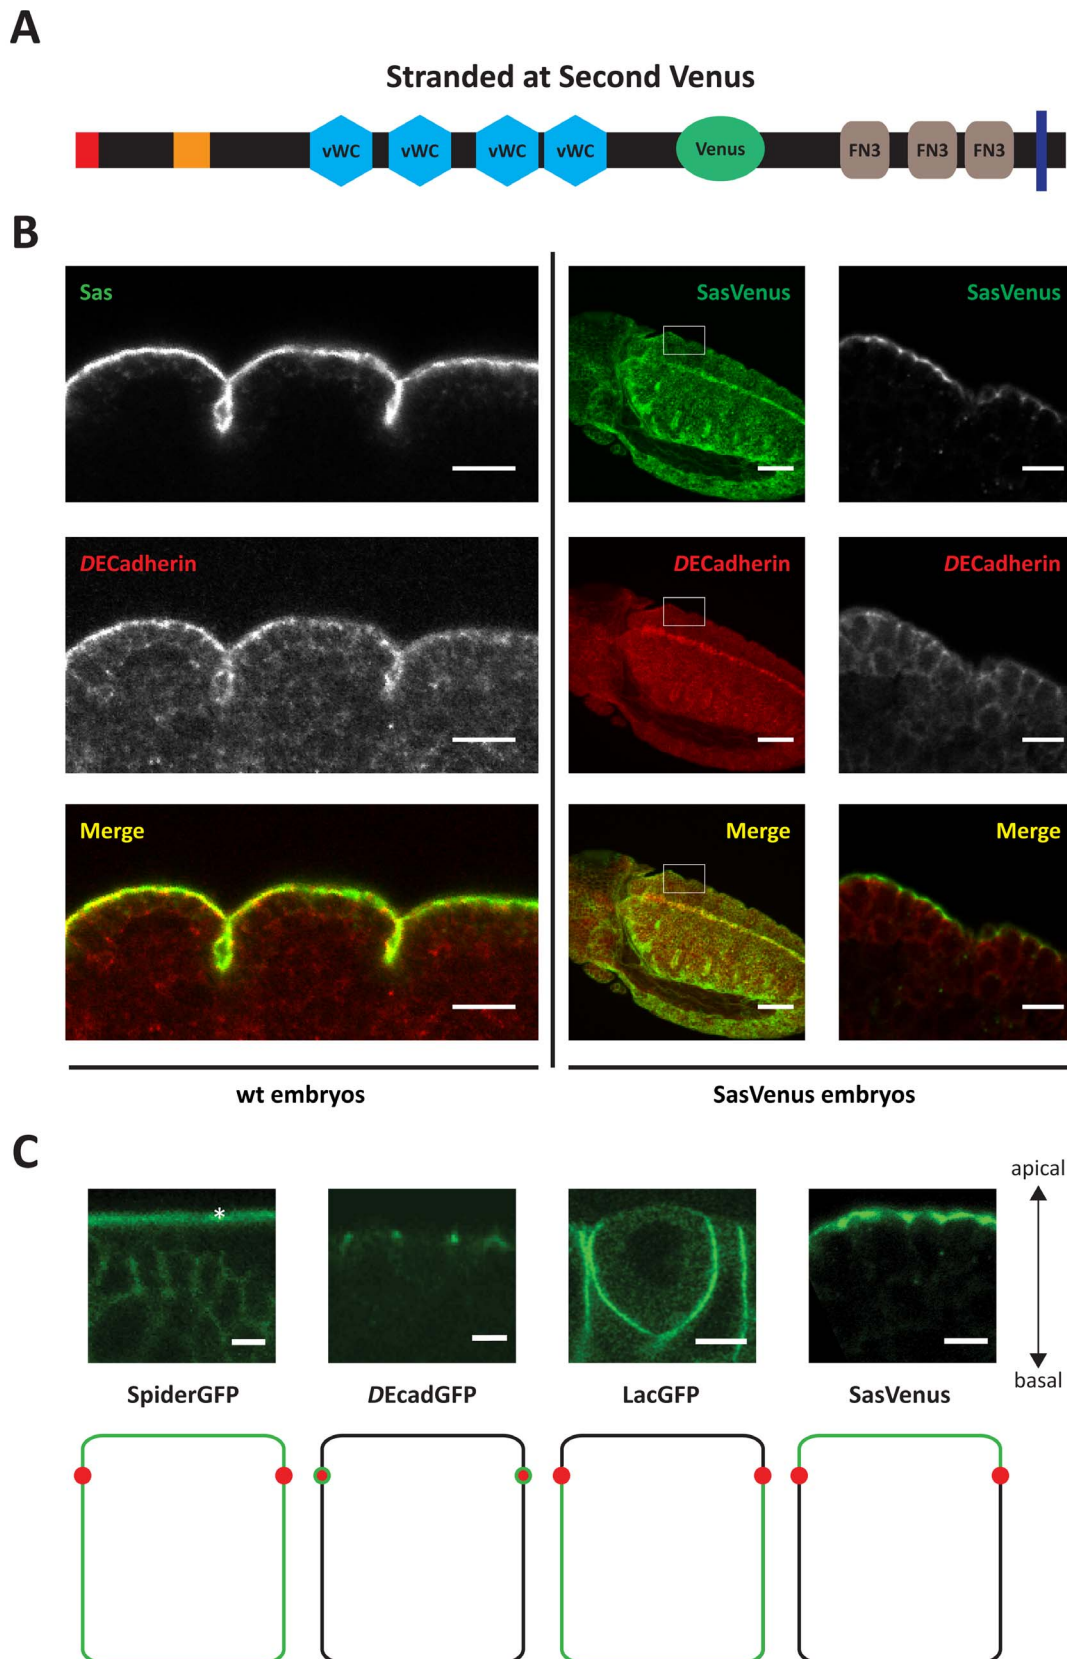 A
Stranded at Second Venus
vWC vWC vWC vWC Venus FN3 FN3 FN3
B
Sas SasVenus SasVenus
DECadherin DECadherin DECadherin
Merge Merge Merge
wt embryos SasVenus embryos
C
apical
*
basal
SpiderGFP DEcadGFP LacGFP SasVenus